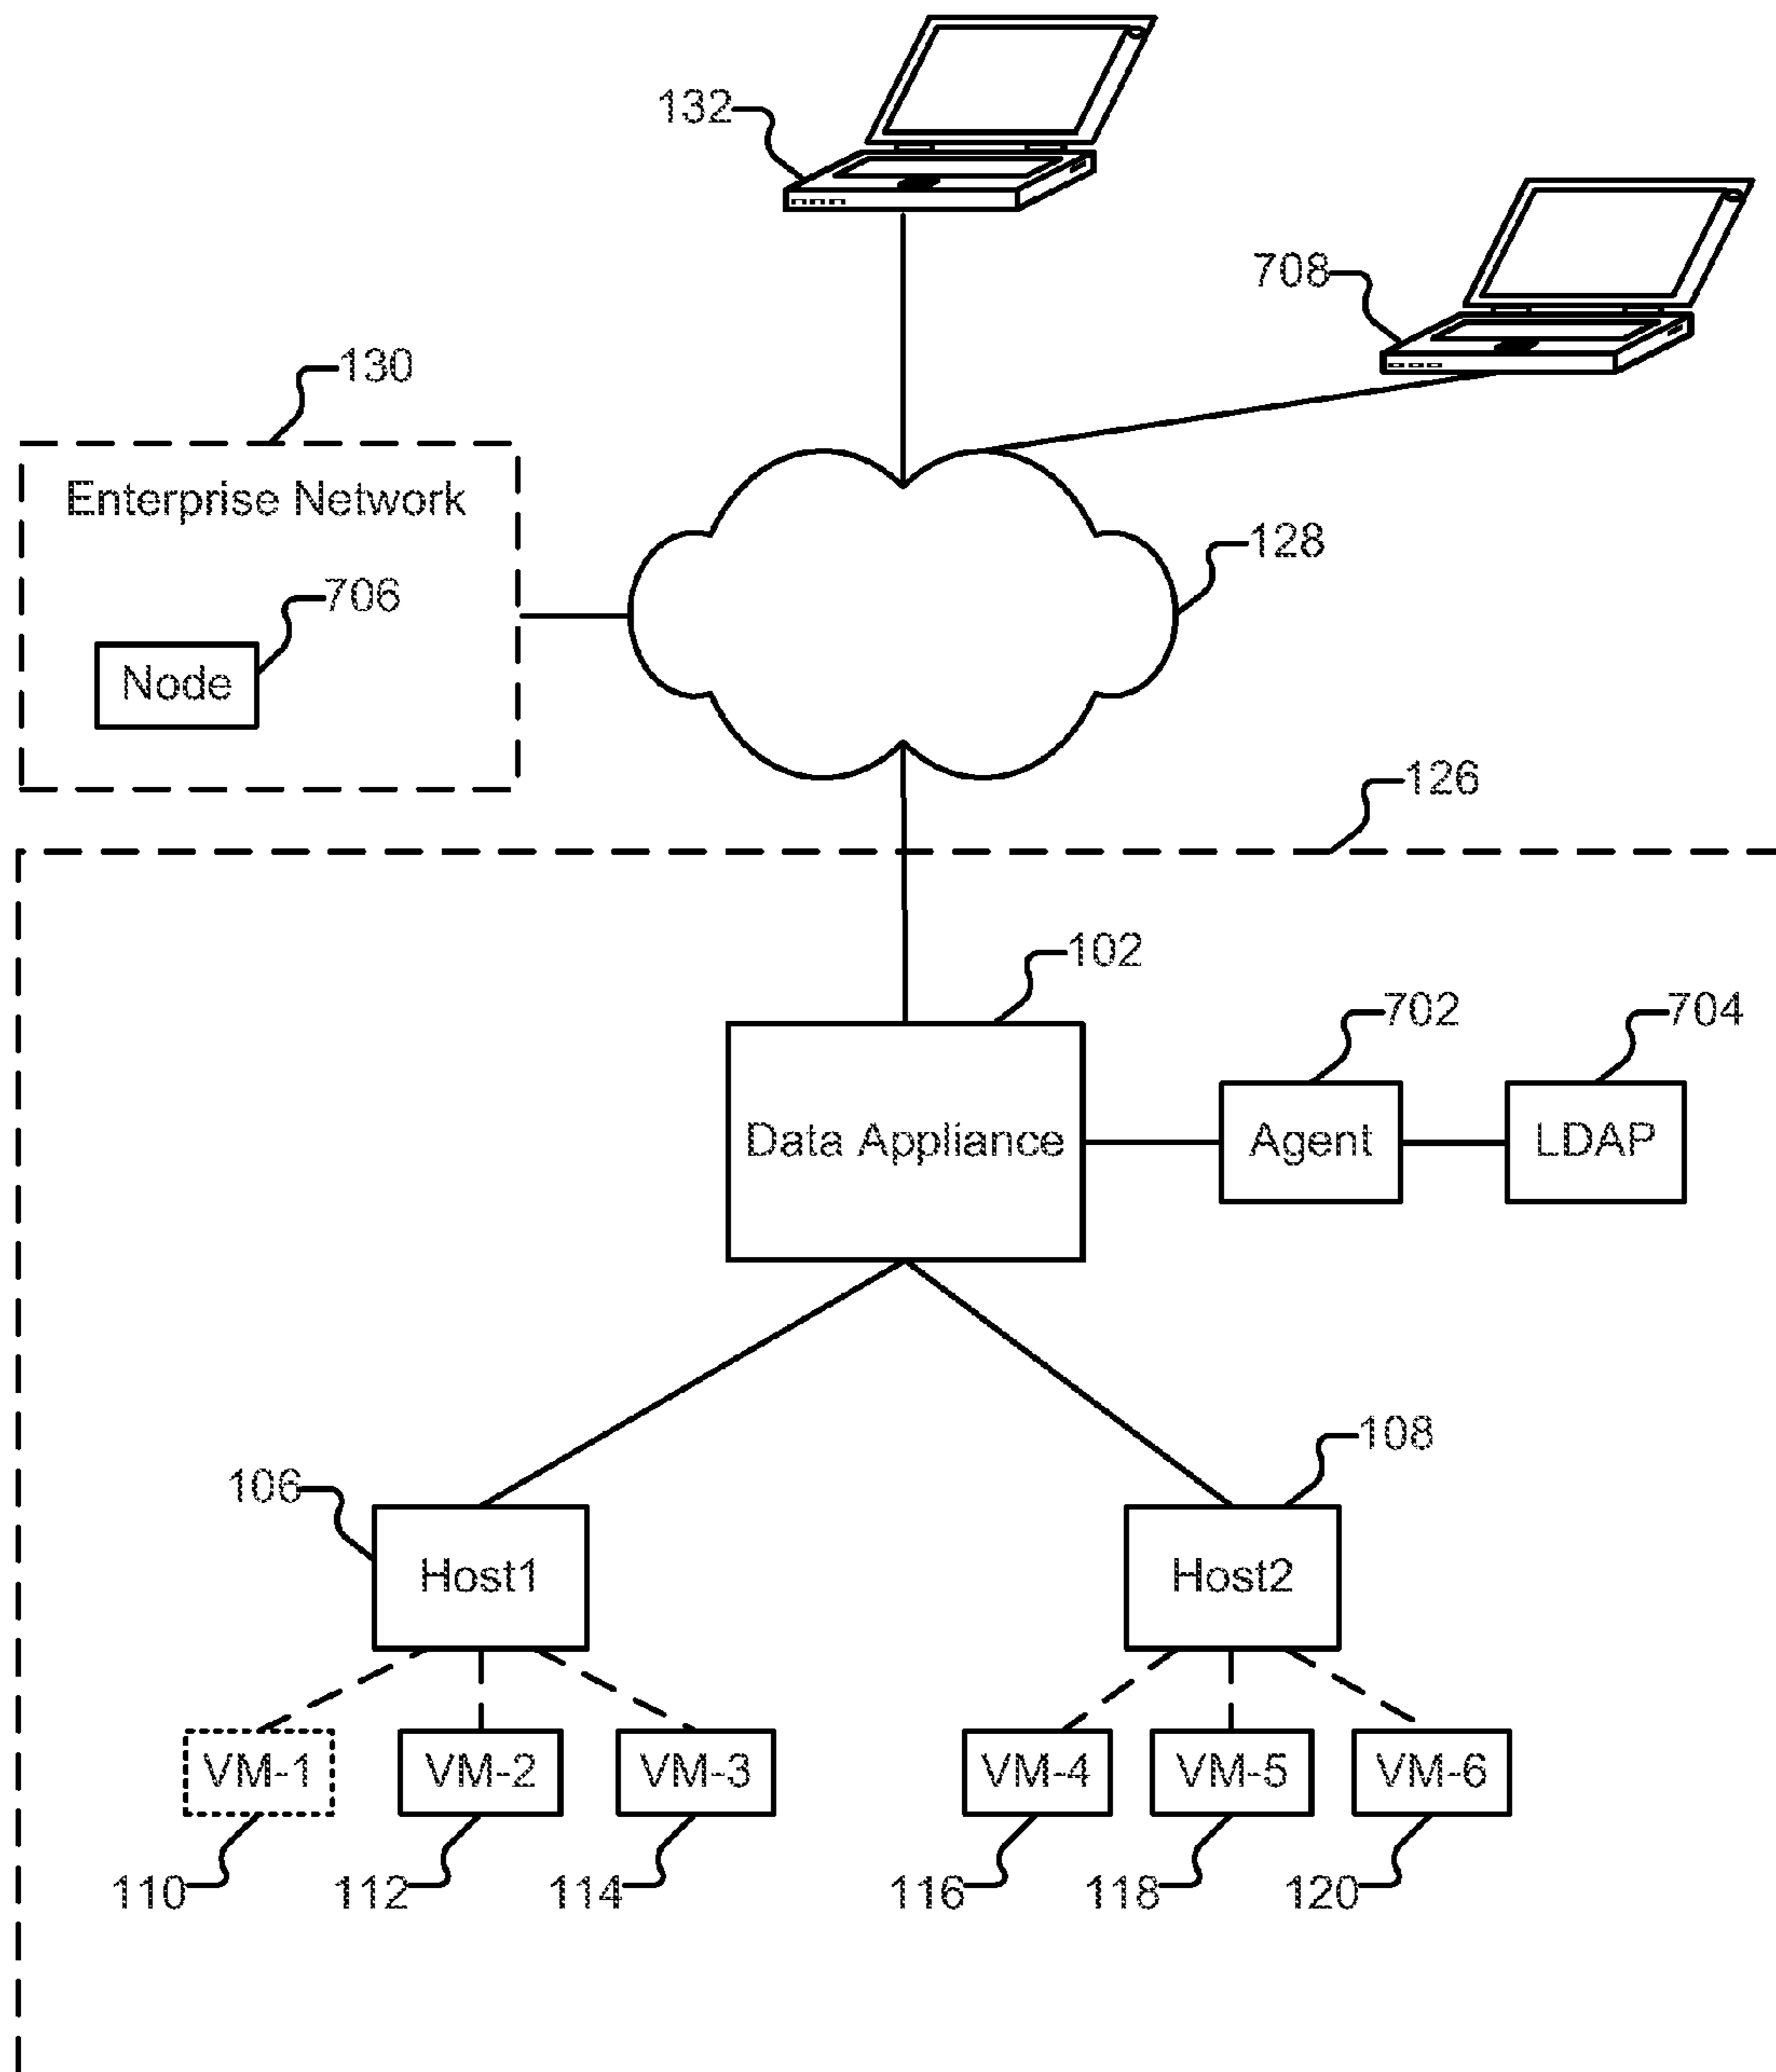 132
708
130
Enterprise Network
128
706
Node
126
102
702
704
Data Appliance
Agent
LDAP
108
106
Host1
Host2
VM-1
VM-2
VM-3
VM-4
VM-5
VM-6
110
112
114
116
118
120